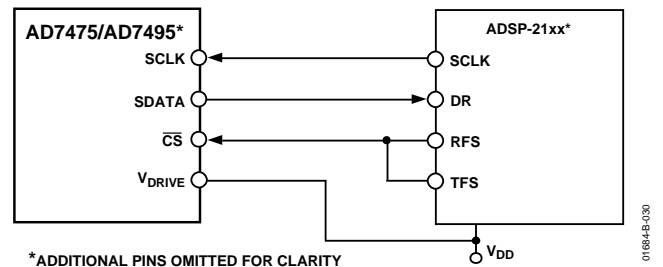 AD7475/AD7495*
SCLK
SDATA
CS
VDRIVE
ADSP-21xx*
SCLK
DR
RFS
TFS
VDD
*ADDITIONAL PINS OMITTED FOR CLARITY
01684-B-030